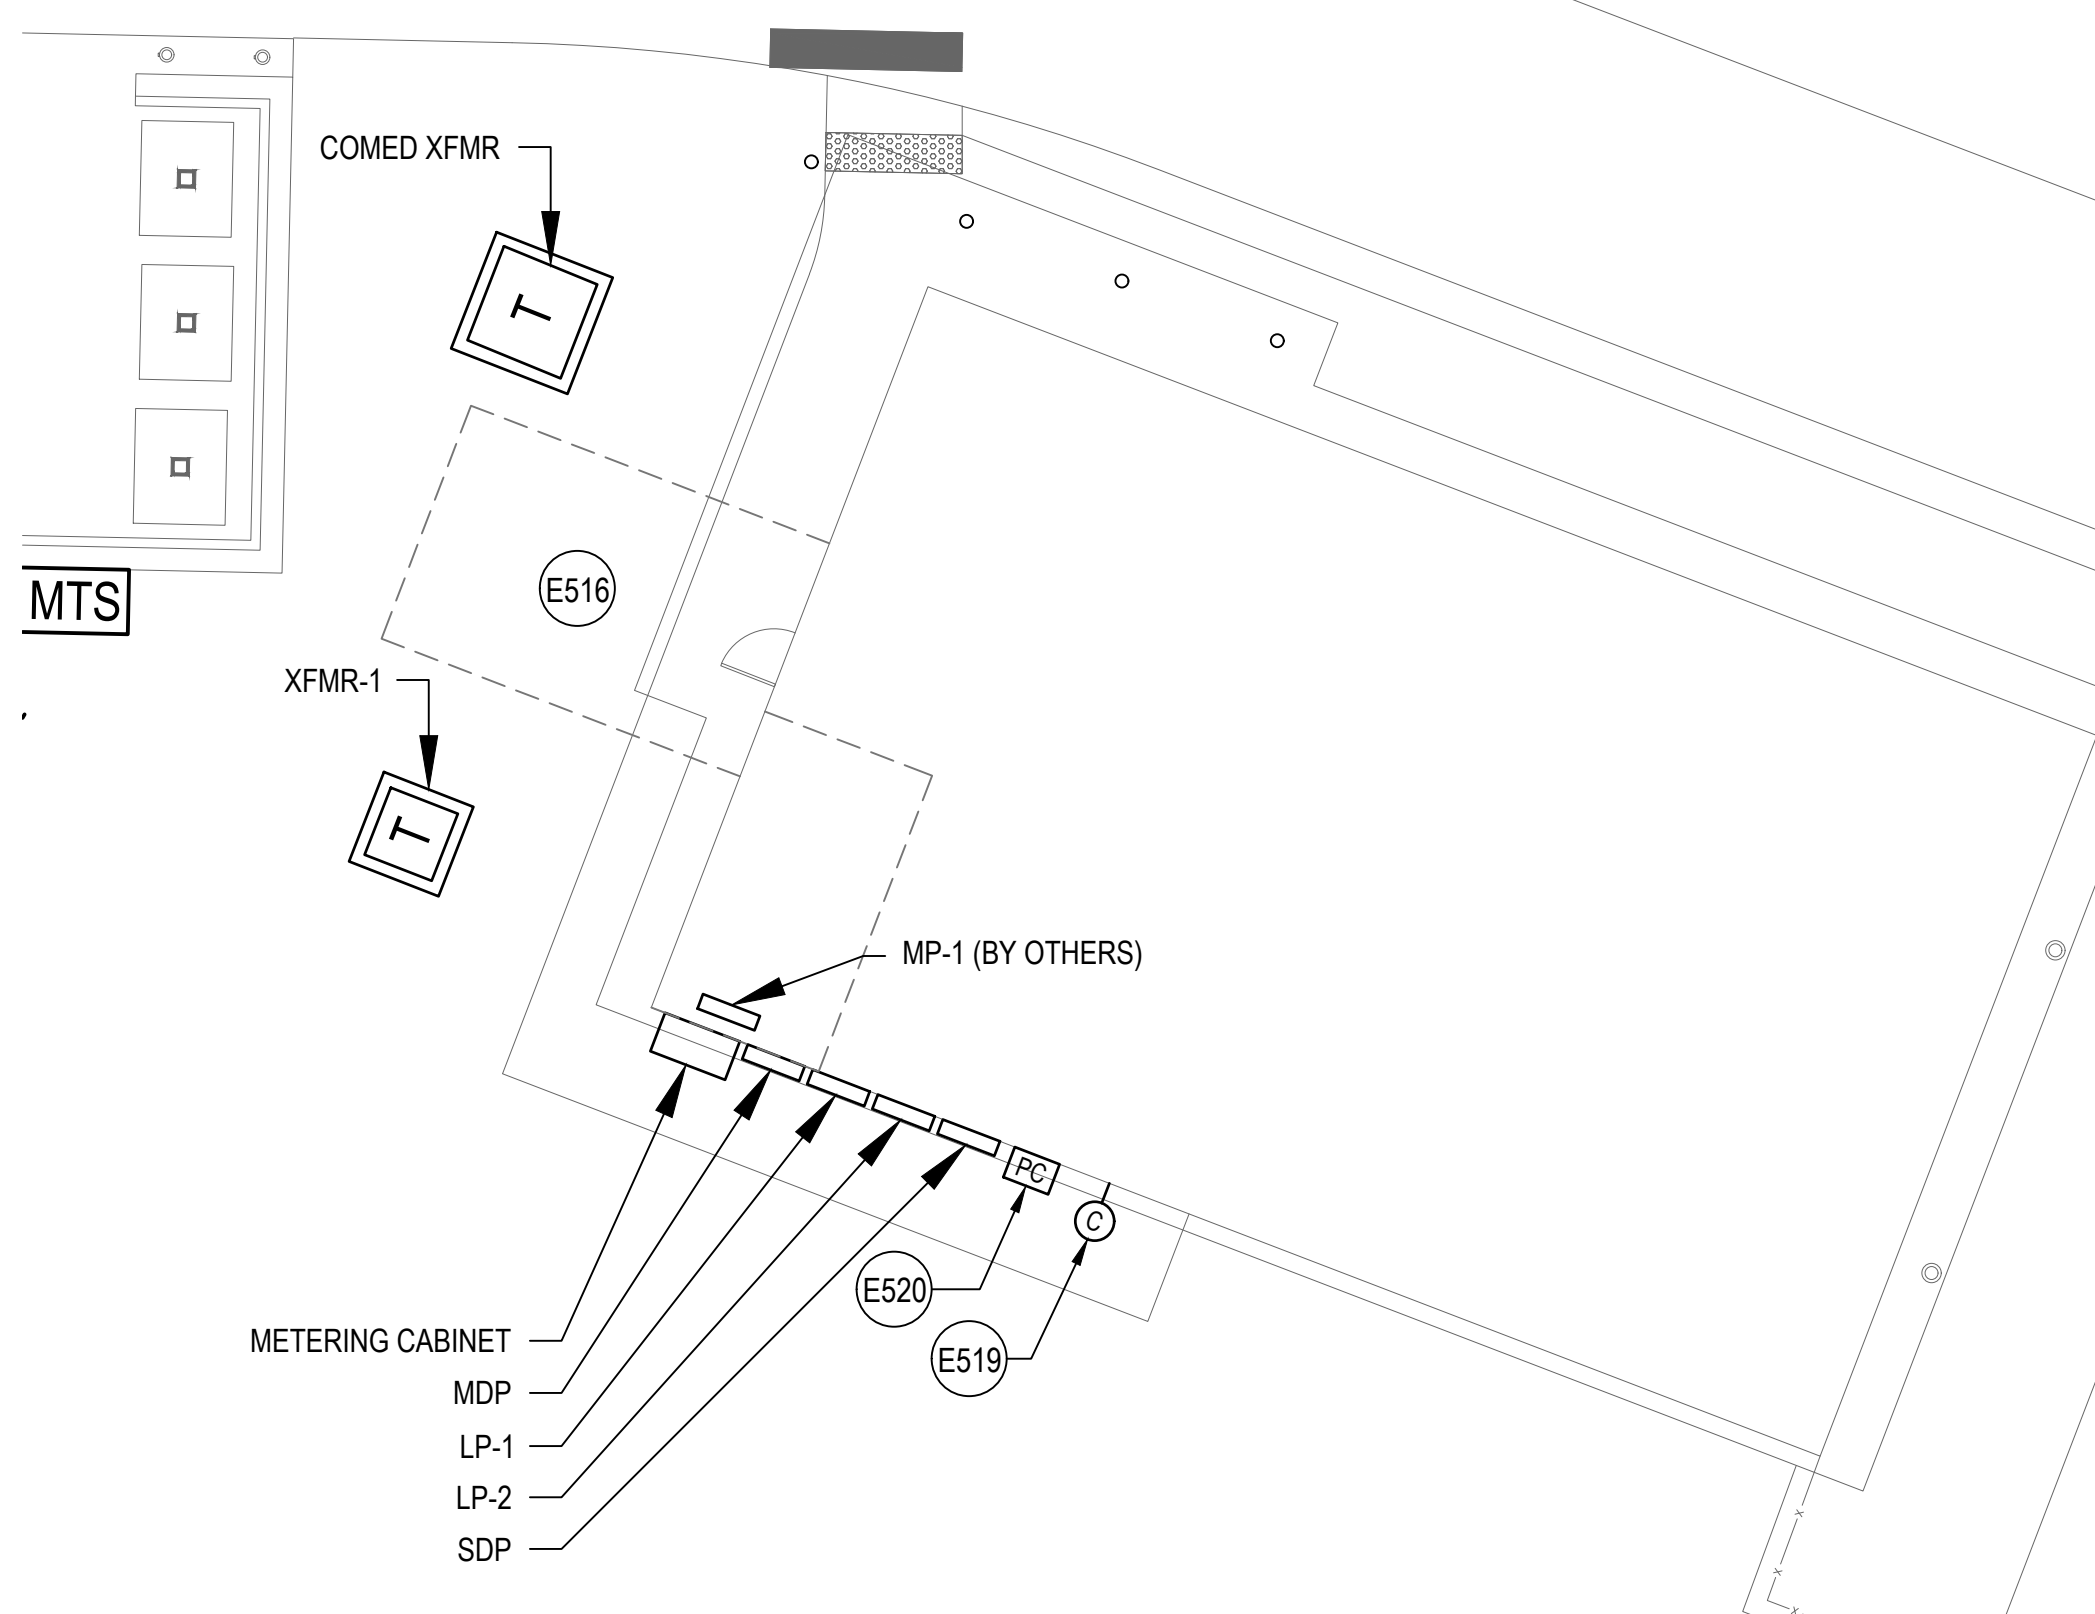 COMED XFMR
T
E516
MTS
XFMR-1
T
MP-1 (BY OTHERS)
PC
C
E520
E519
METERING CABINET
MDP
LP-1
LP-2
SDP
x
x
x